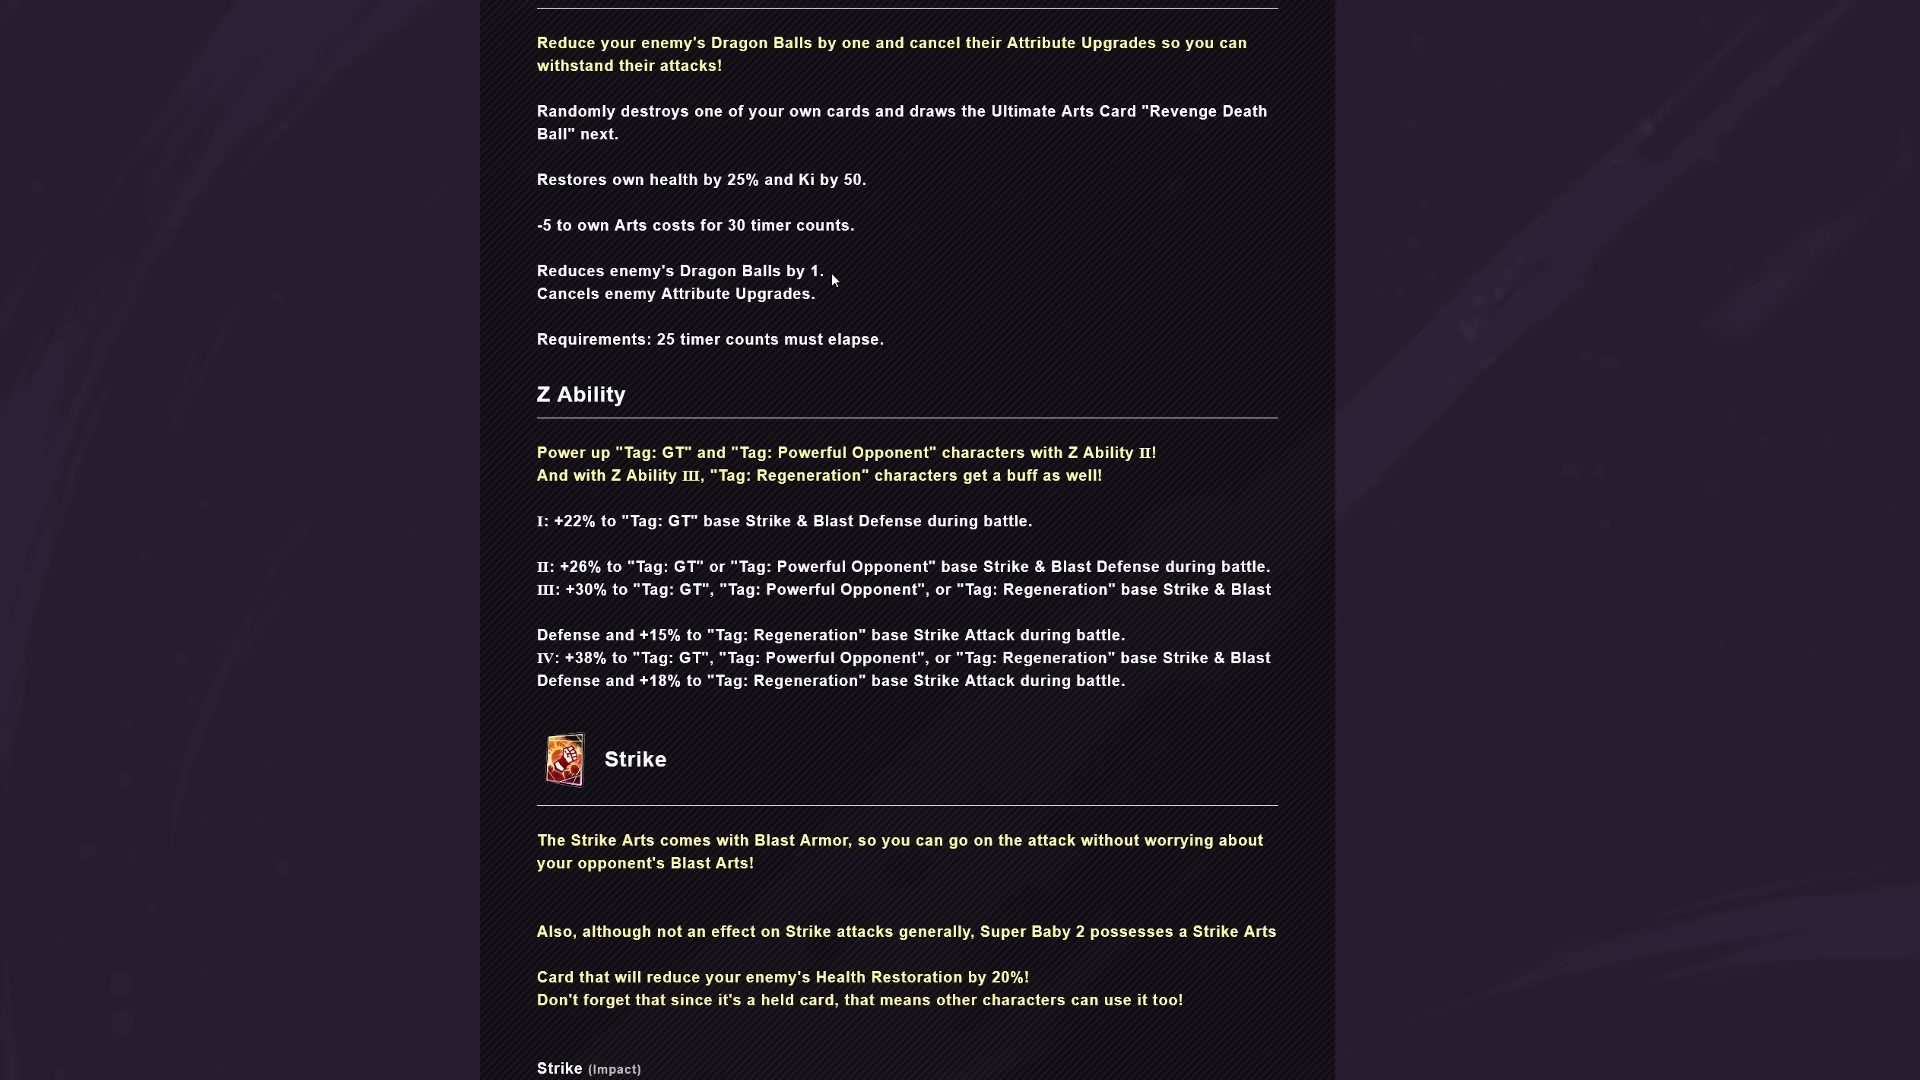 Reduce your enemy's Dragon Balls by one and cancel their Attribute Upgrades so you can
withstand their attacks!
Randomly destroys one of your own cards and draws the Ultimate Arts Card "Revenge Death
Ball" next.
Restores own health by 25% and Ki by 50.
-5 to own Arts costs for 30 timer counts.
Reduces enemy's Dragon Balls by 1.
Cancels enemy Attribute Upgrades.
Requirements: 25 timer counts must elapse.
Z Ability
Power up "Tag: GT" and "Tag: Powerful Opponent" characters with Z Ability Ⅱ!
And with Z Ability Ⅲ, "Tag: Regeneration" characters get a buff as well!
Ⅰ: +22% to "Tag: GT" base Strike & Blast Defense during battle.
Ⅱ: +26% to "Tag: GT" or "Tag: Powerful Opponent" base Strike & Blast Defense during battle.
Ⅲ: +30% to "Tag: GT", "Tag: Powerful Opponent", or "Tag: Regeneration" base Strike & Blast
Defense and +15% to "Tag: Regeneration" base Strike Attack during battle.
Ⅳ: +38% to "Tag: GT", "Tag: Powerful Opponent", or "Tag: Regeneration" base Strike & Blast
Defense and +18% to "Tag: Regeneration" base Strike Attack during battle.
Strike
The Strike Arts comes with Blast Armor, so you can go on the attack without worrying about
your opponent's Blast Arts!
Also, although not an effect on Strike attacks generally, Super Baby 2 possesses a Strike Arts
Card that will reduce your enemy's Health Restoration by 20%!
Don't forget that since it's a held card, that means other characters can use it too!
Strike (Impact)